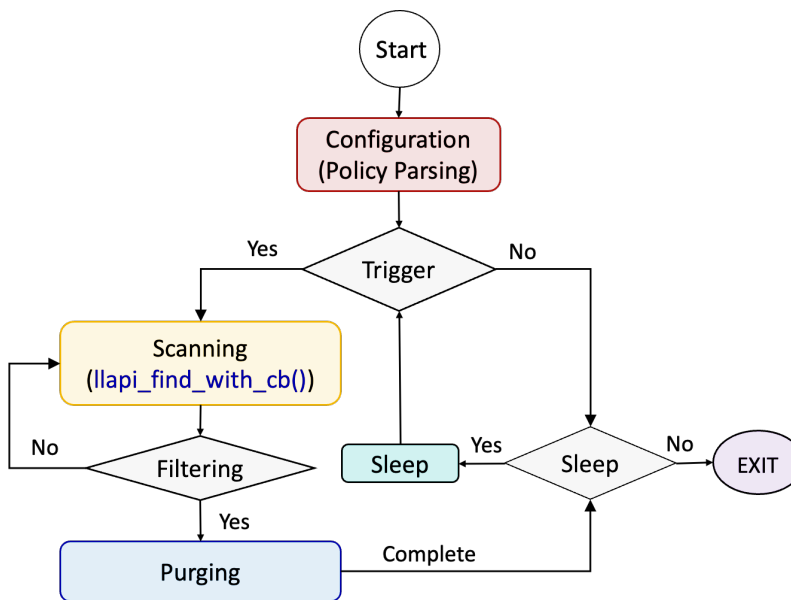 Start
Configuration
(Policy Parsing)
Yes
Trigger
No
Scanning
(llapi_find_with_cb())
No
Filtering
Yes
Sleep
Yes
Sleep
No
EXIT
Purging
Complete